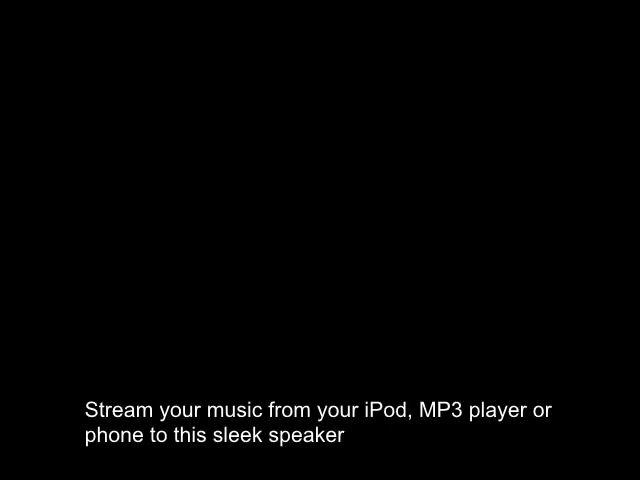 Stream your music from your iPod, MP3 player or
phone to this sleek speaker